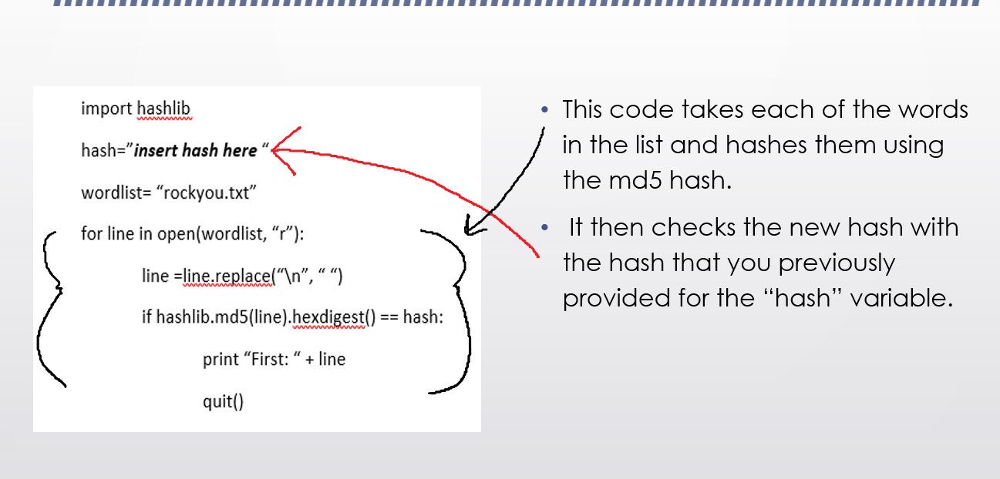 import hashlib
hash=”insert hash here “
wordlist= “rockyou.txt”
for line in open(wordlist, “r”):
line =line.replace(“\n”, “ “)
if hashlib.md5(line).hexdigest() == hash:
print “First: “ + line
quit()
• This code takes each of the words
in the list and hashes them using
the md5 hash.
• It then checks the new hash with
the hash that you previously
provided for the “hash” variable.